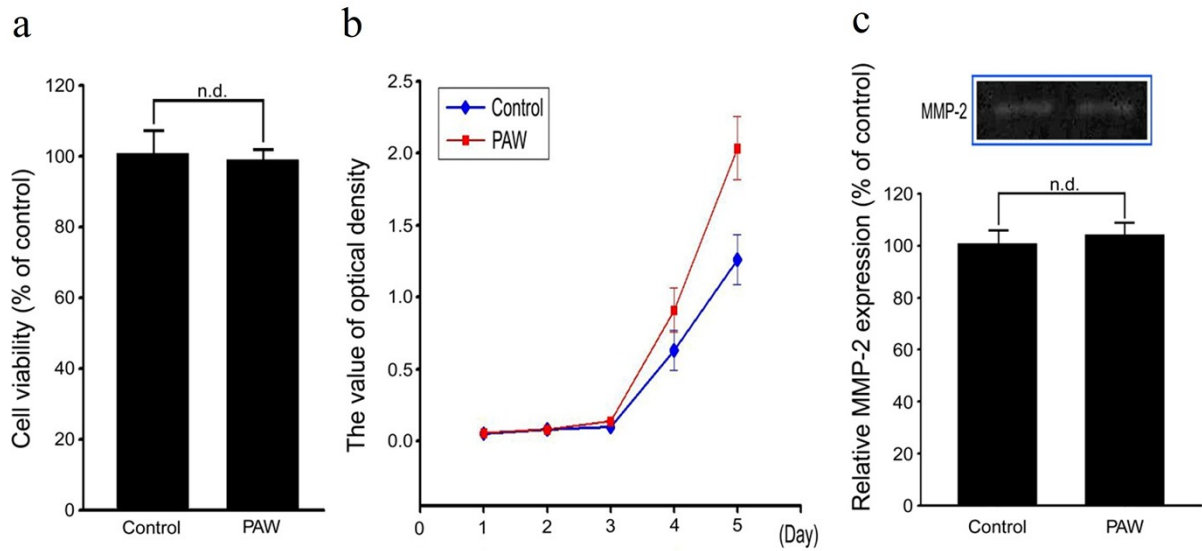 a
Cell viability (% of control)
120
100
80
60
40
20
0
n.d.
Control
PAW
b
The value of optical density
2.5
2.0
1.5
1.0
0.5
0.0
Control
PAW
0
1
2
3
4
5
(Day)
c
MMP-2
Relative MMP-2 expression (% of control)
120
100
80
60
40
20
0
n.d.
Control
PAW